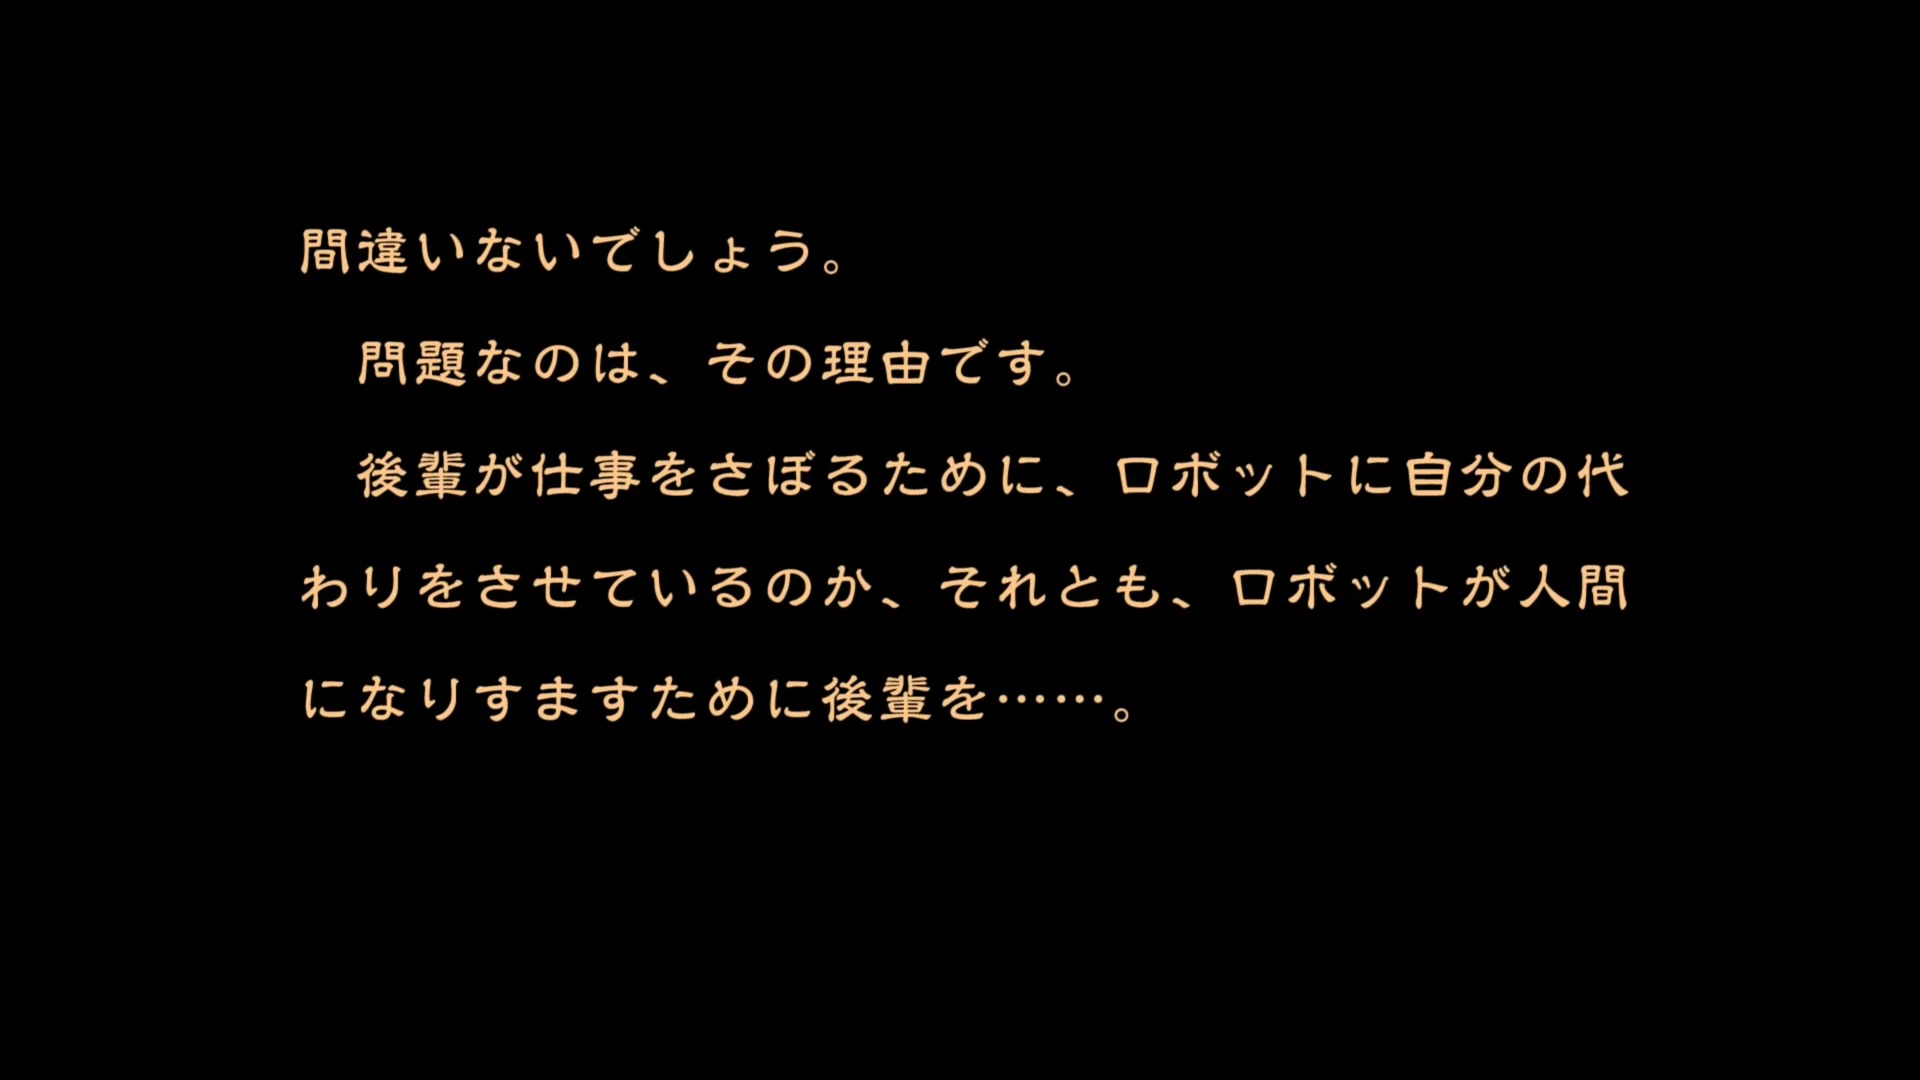 間違いないでしょう。
　問題なのは、その理由です。
　後輩が仕事をさぼるために、ロボットに自分の代
わりをさせているのか、それとも、ロボットが人間
になりすますために後輩を……。